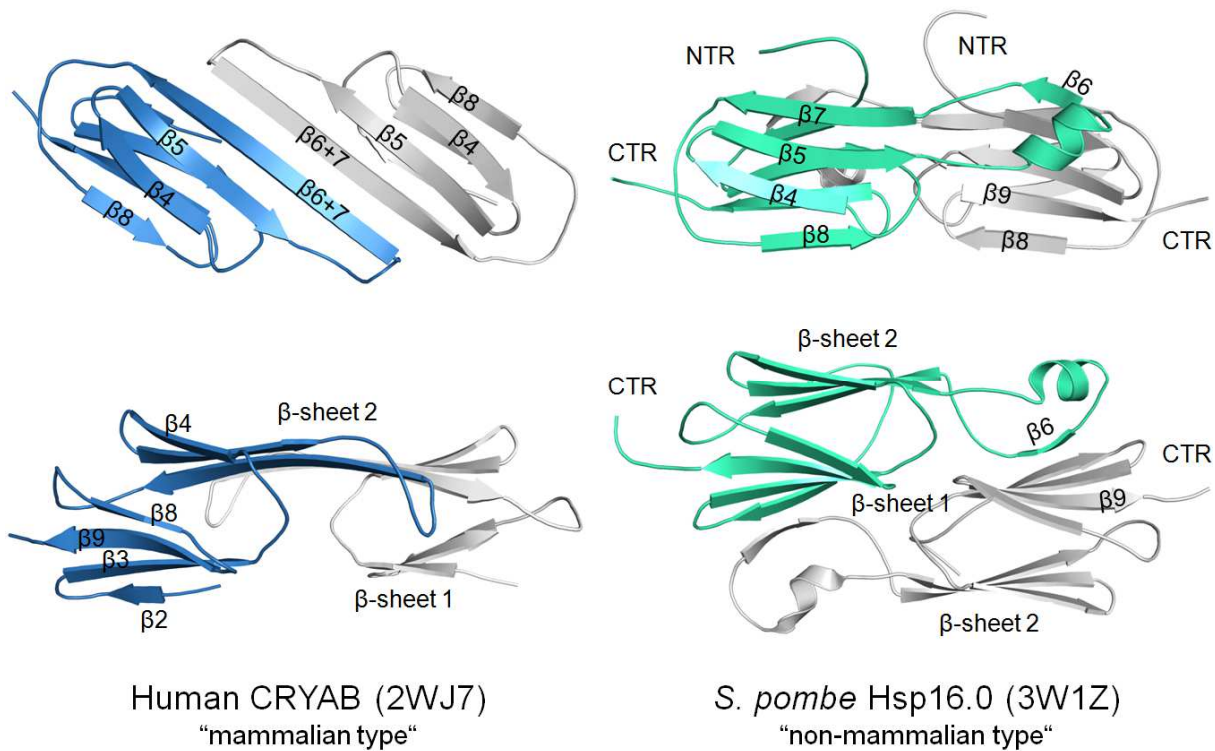 NTR
NTR
β8
β6
β5
β6+7
β5
β4
β7
β4
β6+7
CTR
β5
β8
β4
β9
β8
β8
CTR
β-sheet 2
β-sheet 2
CTR
β4
β6
CTR
β8
β9
β9
β-sheet 1
β3
β2
β-sheet 1
β-sheet 2
Human CRYAB (2WJ7)
"mammalian type“
S. pombe Hsp16.0 (3W1Z)
"non-mammalian type“